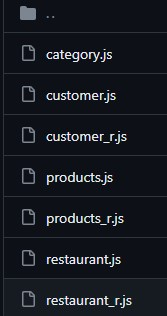 ..
category.js
customer.js
customer_r.js
products.js
products_r.js
restaurant.js
restaurant_r.js